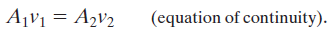 A₁v₁ = A₂v₂ (equation of continuity).